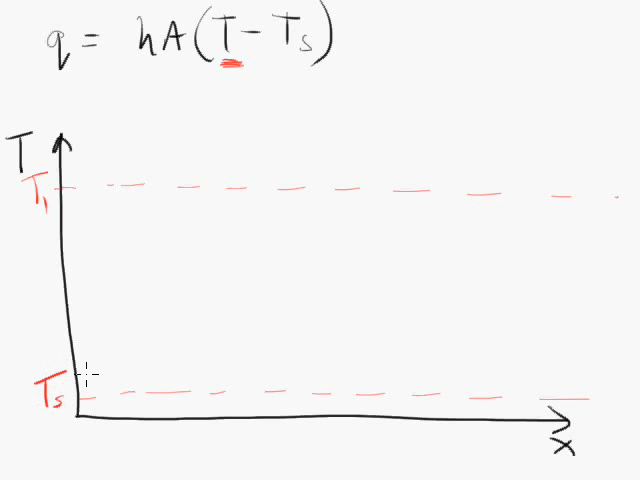 q = hA(T - Ts)
T
T1
Ts
x